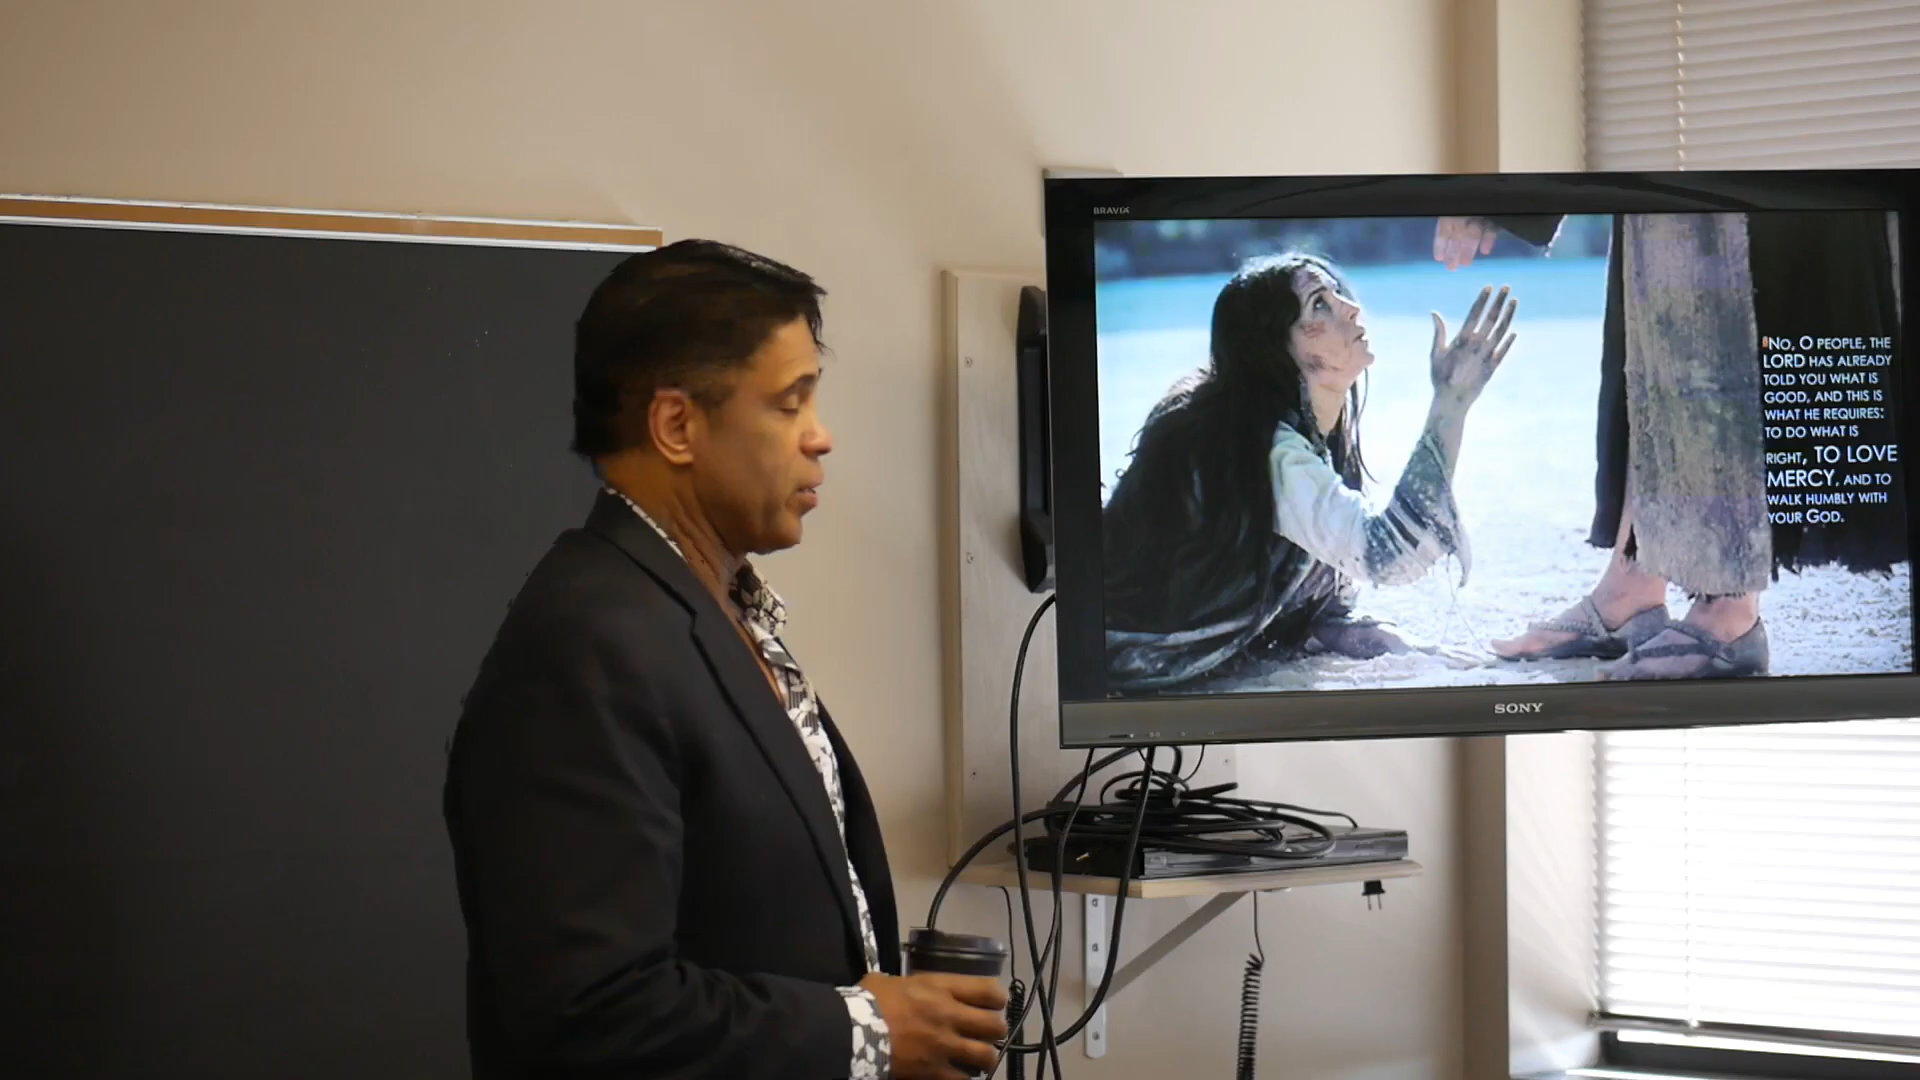 BRAVIA
No, O PEOPLE, THE
LORD HAS ALREADY
TOLD YOU WHAT IS
GOOD, AND THIS IS
WHAT HE REQUIRES:
TO DO WHAT IS
RIGHT, TO LOVE
MERCY, AND TO
WALK HUMBLY WITH
YOUR GOD.
SONY